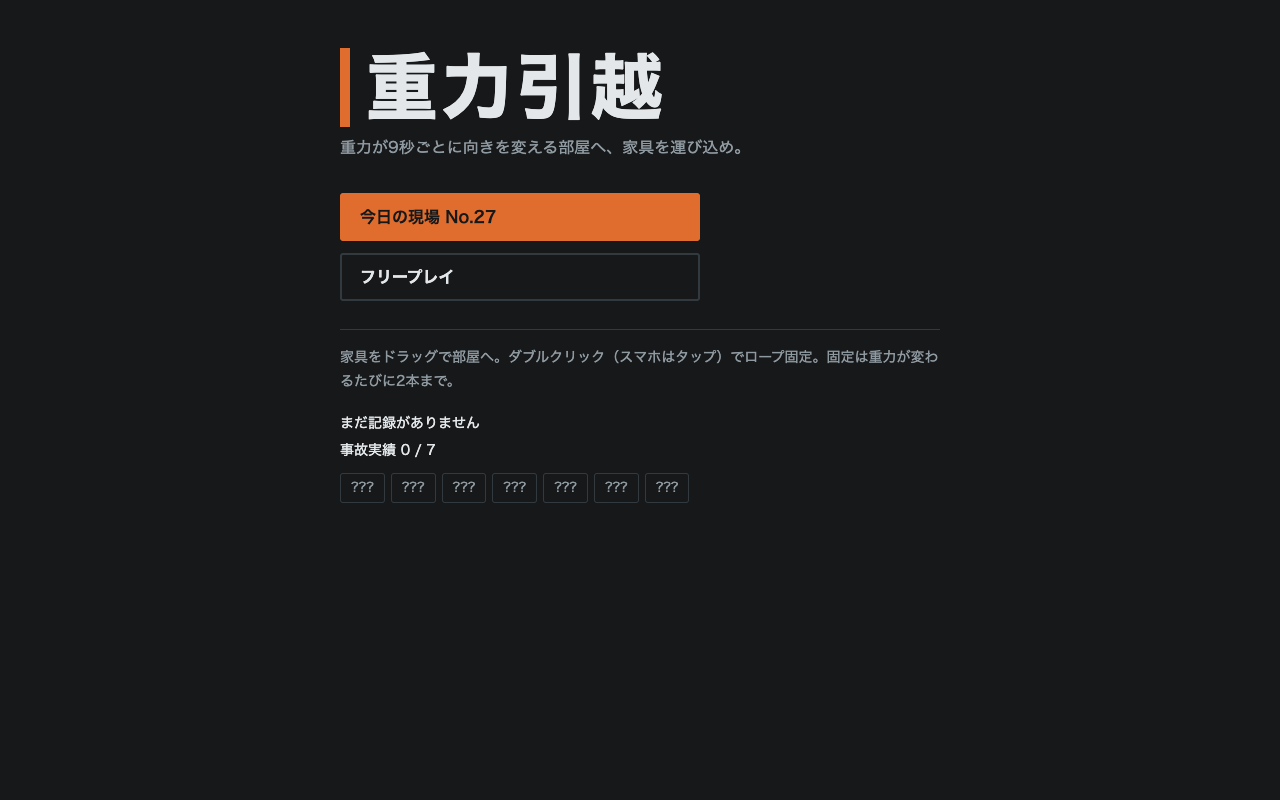 重力引越
重力が9秒ごとに向きを変える部屋へ、家具を運び込め。
今日の現場 No.27
フリープレイ
家具をドラッグで部屋へ。ダブルクリック（スマホはタップ）でロープ固定。固定は重力が変わ
るたびに2本まで。
まだ記録がありません
事故実績 0 / 7
??? ??? ??? ??? ??? ??? ???